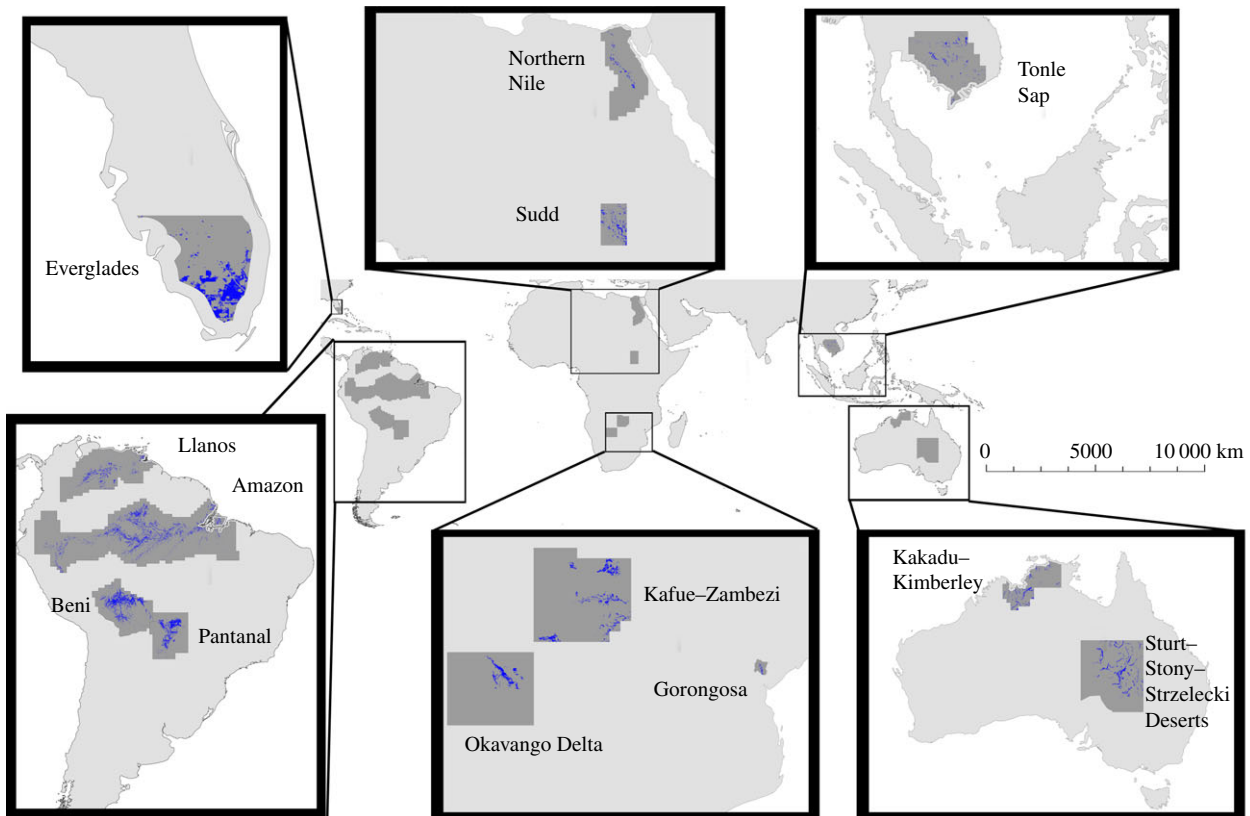 Northern
Nile
Tonle
Sap
Sudd
Everglades
Llanos
Amazon
Beni
Pantanal
0
5000
10 000 km
Kafue–Zambezi
Gorongosa
Okavango Delta
Kakadu–
Kimberley
Sturt–
Stony–
Strzelecki
Deserts